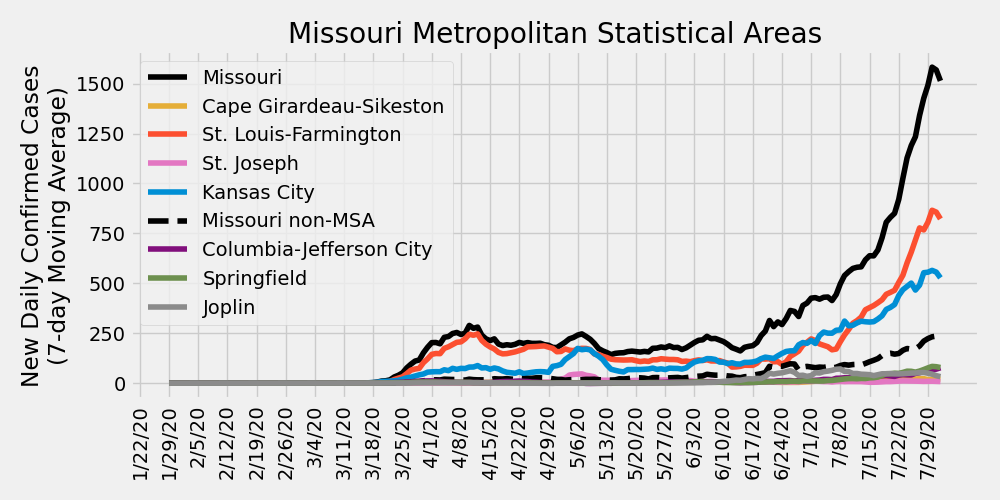 Missouri Metropolitan Statistical Areas
New Daily Confirmed Cases
(7-day Moving Average)
1500
1250
1000
750
500
250
0
Missouri
Cape Girardeau-Sikeston
St. Louis-Farmington
St. Joseph
Kansas City
Missouri non-MSA
Columbia-Jefferson City
Springfield
Joplin
1/22/20
1/29/20
2/5/20
2/12/20
2/19/20
2/26/20
3/4/20
3/11/20
3/18/20
3/25/20
4/1/20
4/8/20
4/15/20
4/22/20
4/29/20
5/6/20
5/13/20
5/20/20
5/27/20
6/3/20
6/10/20
6/17/20
6/24/20
7/1/20
7/8/20
7/15/20
7/22/20
7/29/20